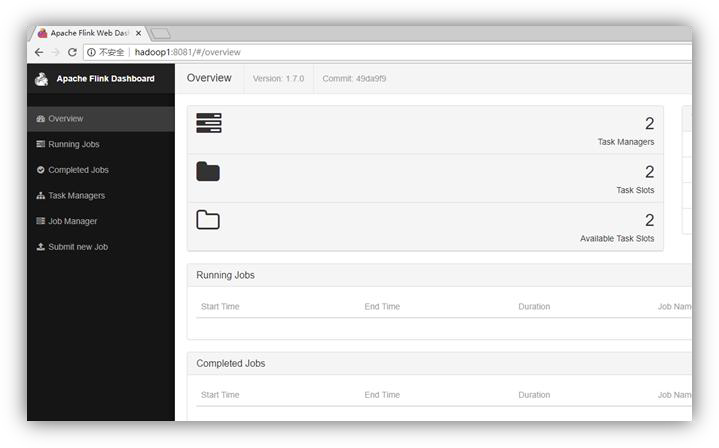 Apache Flink Web Das
不安全 hadoop1:8081/#/overview
Apache Flink Dashboard
Overview
Version: 1.7.0
Commit: 49da9f9
Overview
Running Jobs
Completed Jobs
Task Managers
Job Manager
Submit new Job
2
Task Managers
2
Task Slots
2
Available Task Slots
Running Jobs
Start Time
End Time
Duration
Job Nam
Completed Jobs
Start Time
End Time
Duration
Job Nam